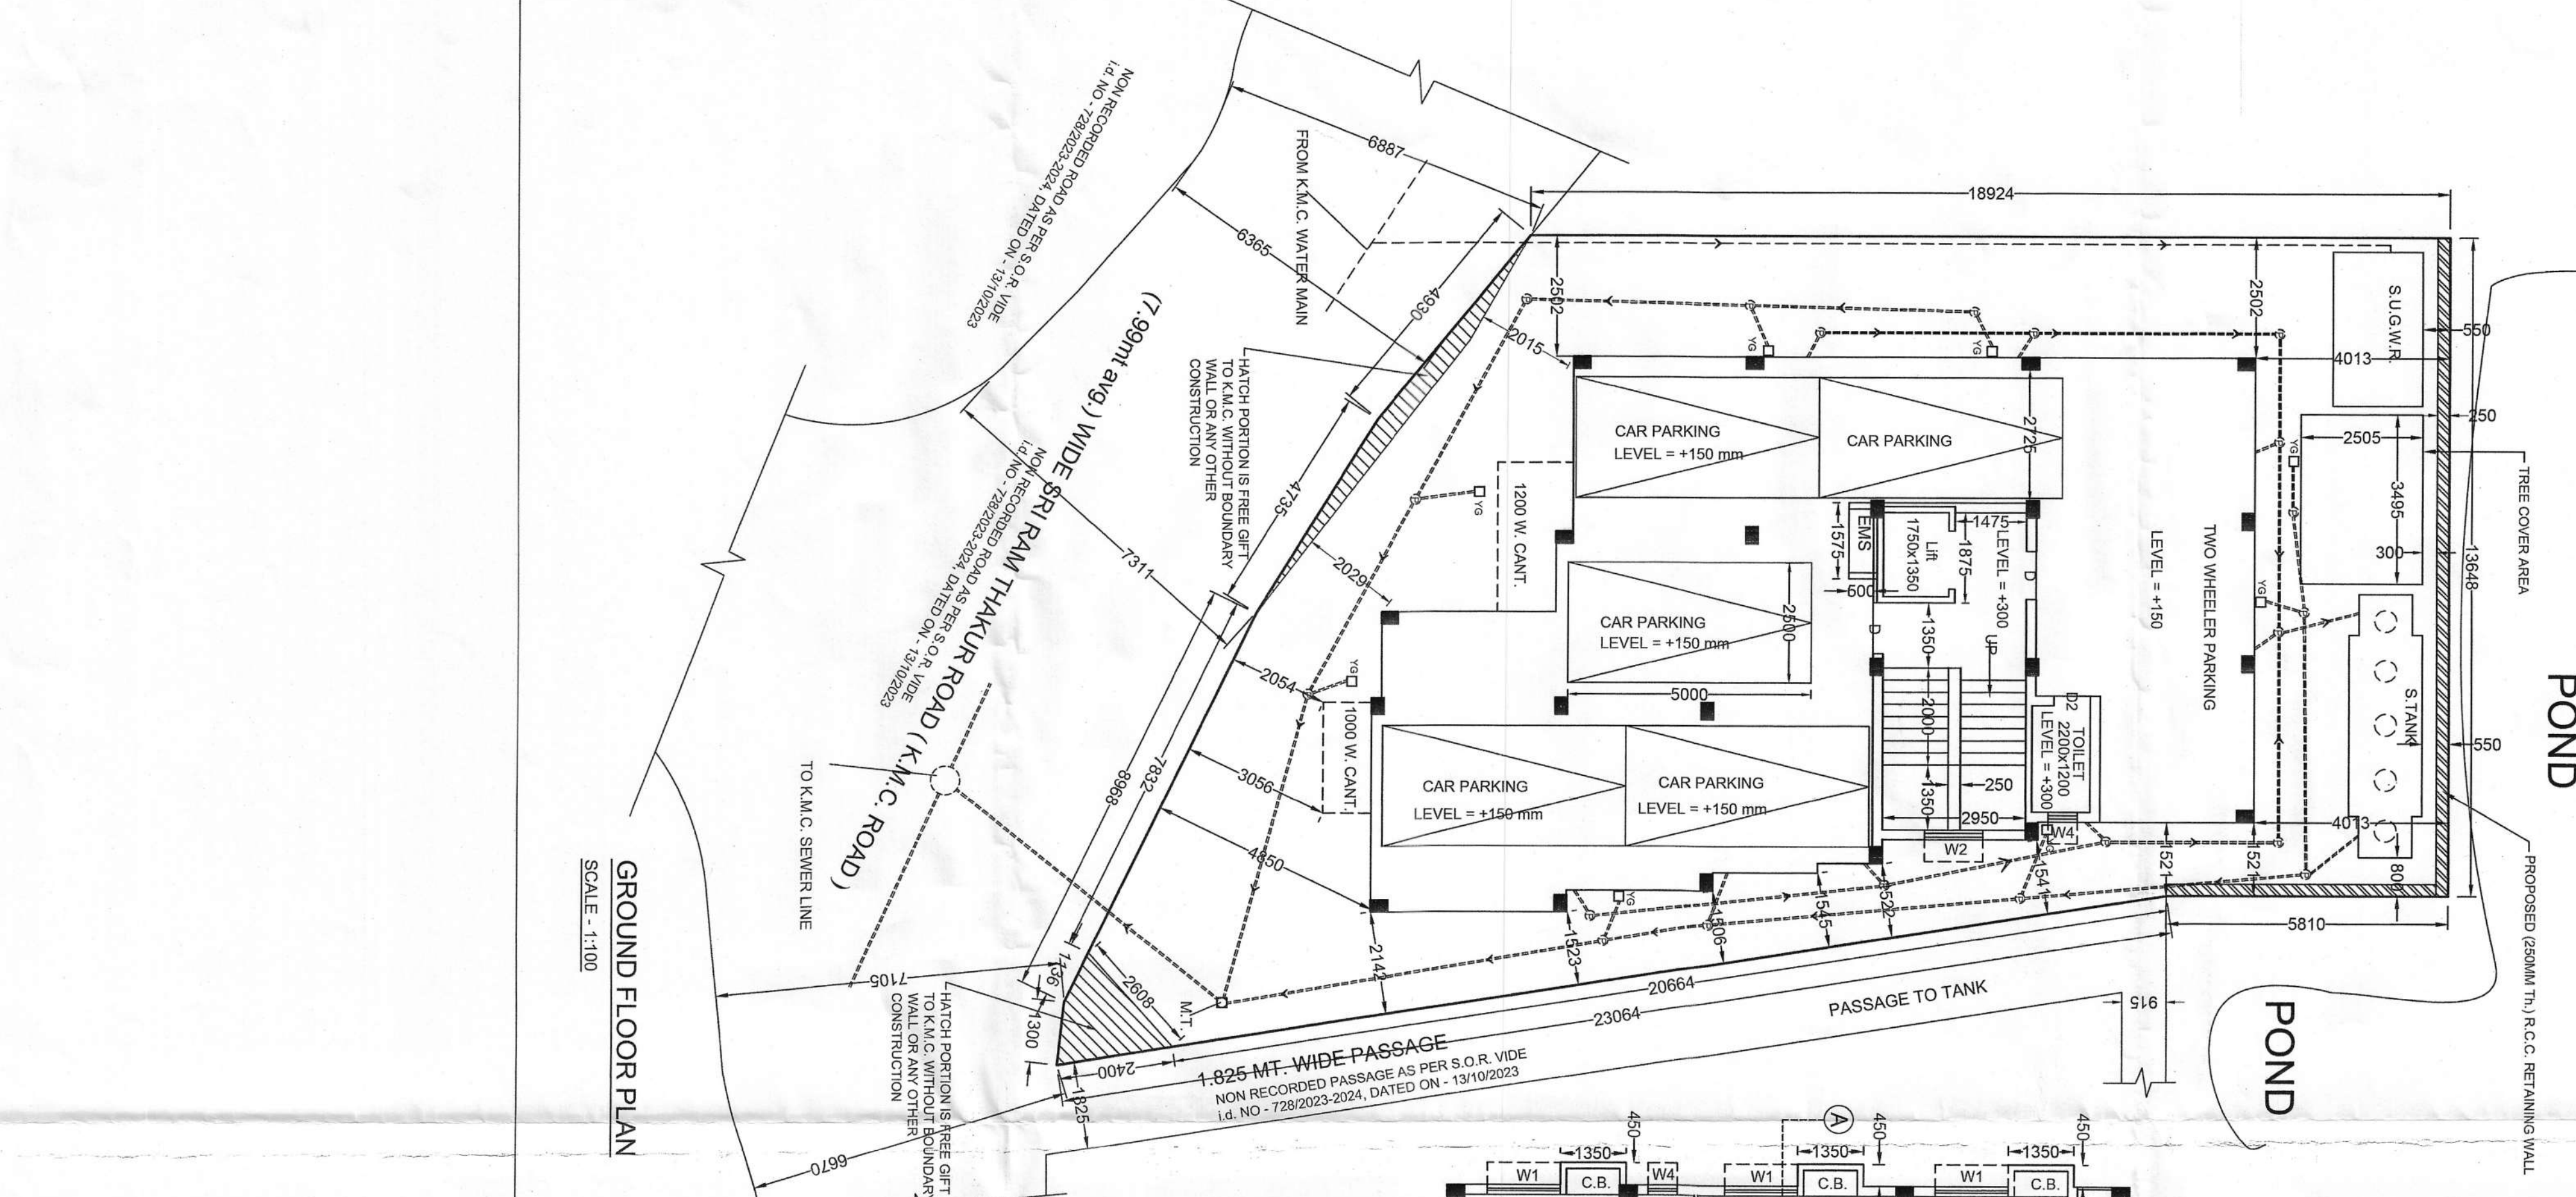 NON RECORDED ROAD AS PER S.O.R. VIDE
i.d. NO - 728/2023-2024, DATED ON - 13/10/2023
6887
FROM K.M.C. WATER MAIN
6365
4930
18924
2502
2502
2015
S.U.G.W.R.
550
4013
250
13648
TREE COVER AREA
2505
3495
300
(7.99mt avg.) WIDE SRI RAM THAKUR ROAD ( K.M.C. ROAD )
NON RECORDED ROAD AS PER S.O.R. VIDE
i.d. NO - 728/2023-2024, DATED ON - 13/10/2023
HATCH PORTION IS FREE GIFT
TO K.M.C. WITHOUT BOUNDARY
WALL OR ANY OTHER
CONSTRUCTION
4735
7311
2029
YG
YG
YG
YG
YG
YG
YG
CAR PARKING
LEVEL = +150 mm
CAR PARKING
2725
1200 W. CANT.
EMS
1575
600
Lift
1750x1350
1475
1875
LEVEL = +300
D
D
1350
UP
CAR PARKING
LEVEL = +150 mm
2500
5000
LEVEL = +150
TWO WHEELER PARKING
2054
1000 W. CANT.
3056
4850
7832
8968
CAR PARKING
LEVEL = +150 mm
CAR PARKING
LEVEL = +150 mm
2000
1350
250
2950
W2
D2
TOILET
2200x1200
LEVEL = +300
W4
S.TANK
550
4013
800
1521
1521
1541
1522
1545
1506
1523
2142
5810
PROPOSED (250MM Th.) R.C.C. RETAINING WALL
POND
POND
TO K.M.C. SEWER LINE
7105
1136
1300
2608
M.T.
2400
1825
6670
HATCH PORTION IS FREE GIFT
TO K.M.C. WITHOUT BOUNDARY
WALL OR ANY OTHER
CONSTRUCTION
20664
23064
PASSAGE TO TANK
915
1.825 MT. WIDE PASSAGE
NON RECORDED PASSAGE AS PER S.O.R. VIDE
i.d. NO - 728/2023-2024, DATED ON - 13/10/2023
GROUND FLOOR PLAN
SCALE - 1:100
A
450
450
450
1350
1350
1350
W1
C.B.
W4
W1
C.B.
W1
C.B.